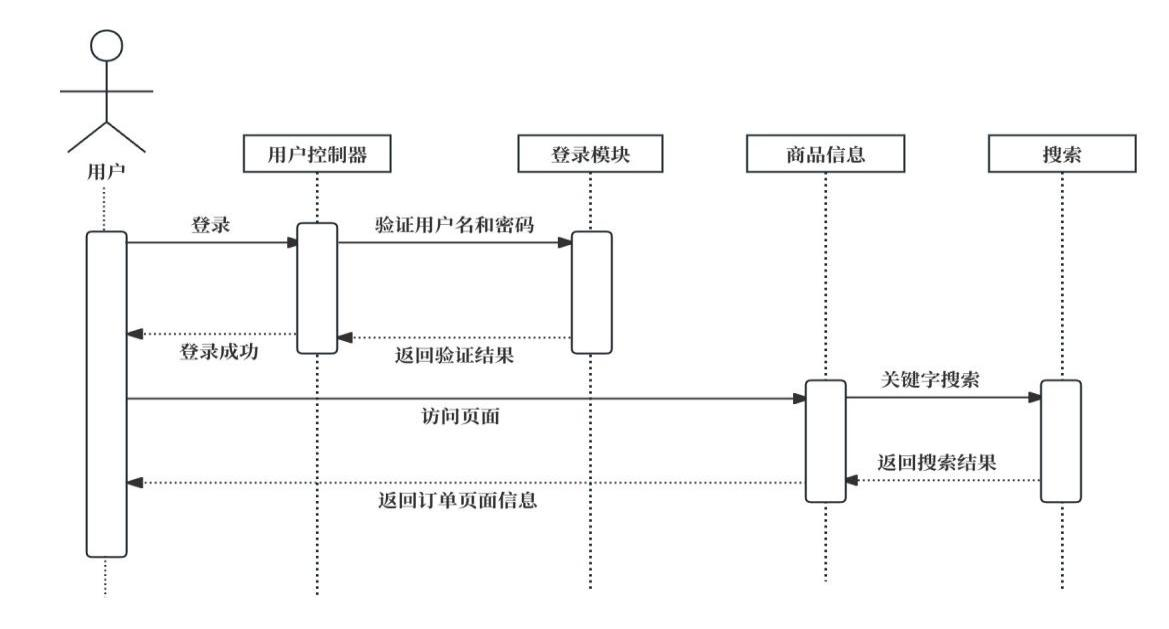 用户
用户控制器
登录模块
商品信息
搜索
登录
验证用户名和密码
登录成功
返回验证结果
关键字搜索
访问页面
返回搜索结果
返回订单页面信息